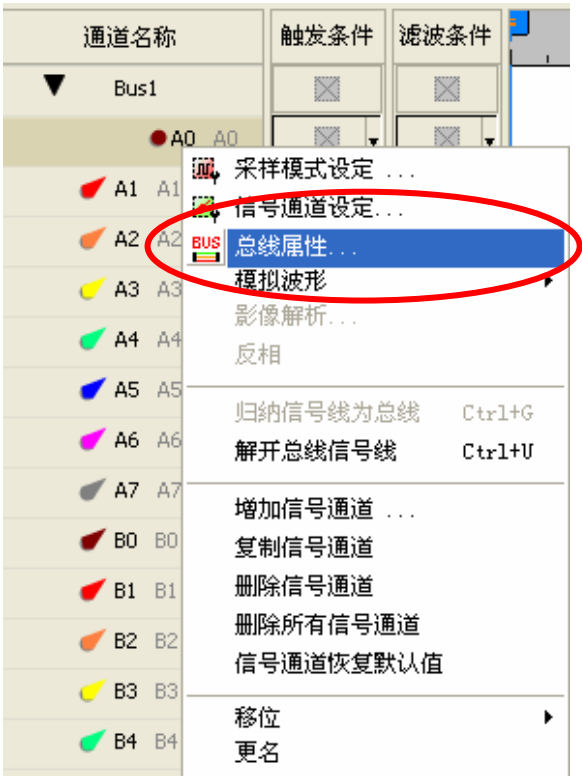 通道名称 触发条件 滤波条件
Bus1
A0 A0
采样模式设定 ...
A1 A1
信号通道设定...
A2 A2
BUS 总线属性...
模拟波形
A3 A3
影像解析...
A4 A4
反相
A5 A5
归纳信号线为总线 Ctrl+G
A6 A6
解开总线信号线 Ctrl+U
A7 A7
增加信号通道 ...
B0 B0
复制信号通道
B1 B1
删除信号通道
B2 B2
删除所有信号通道
信号通道恢复默认值
B3 B3
移位
B4 B4
更名